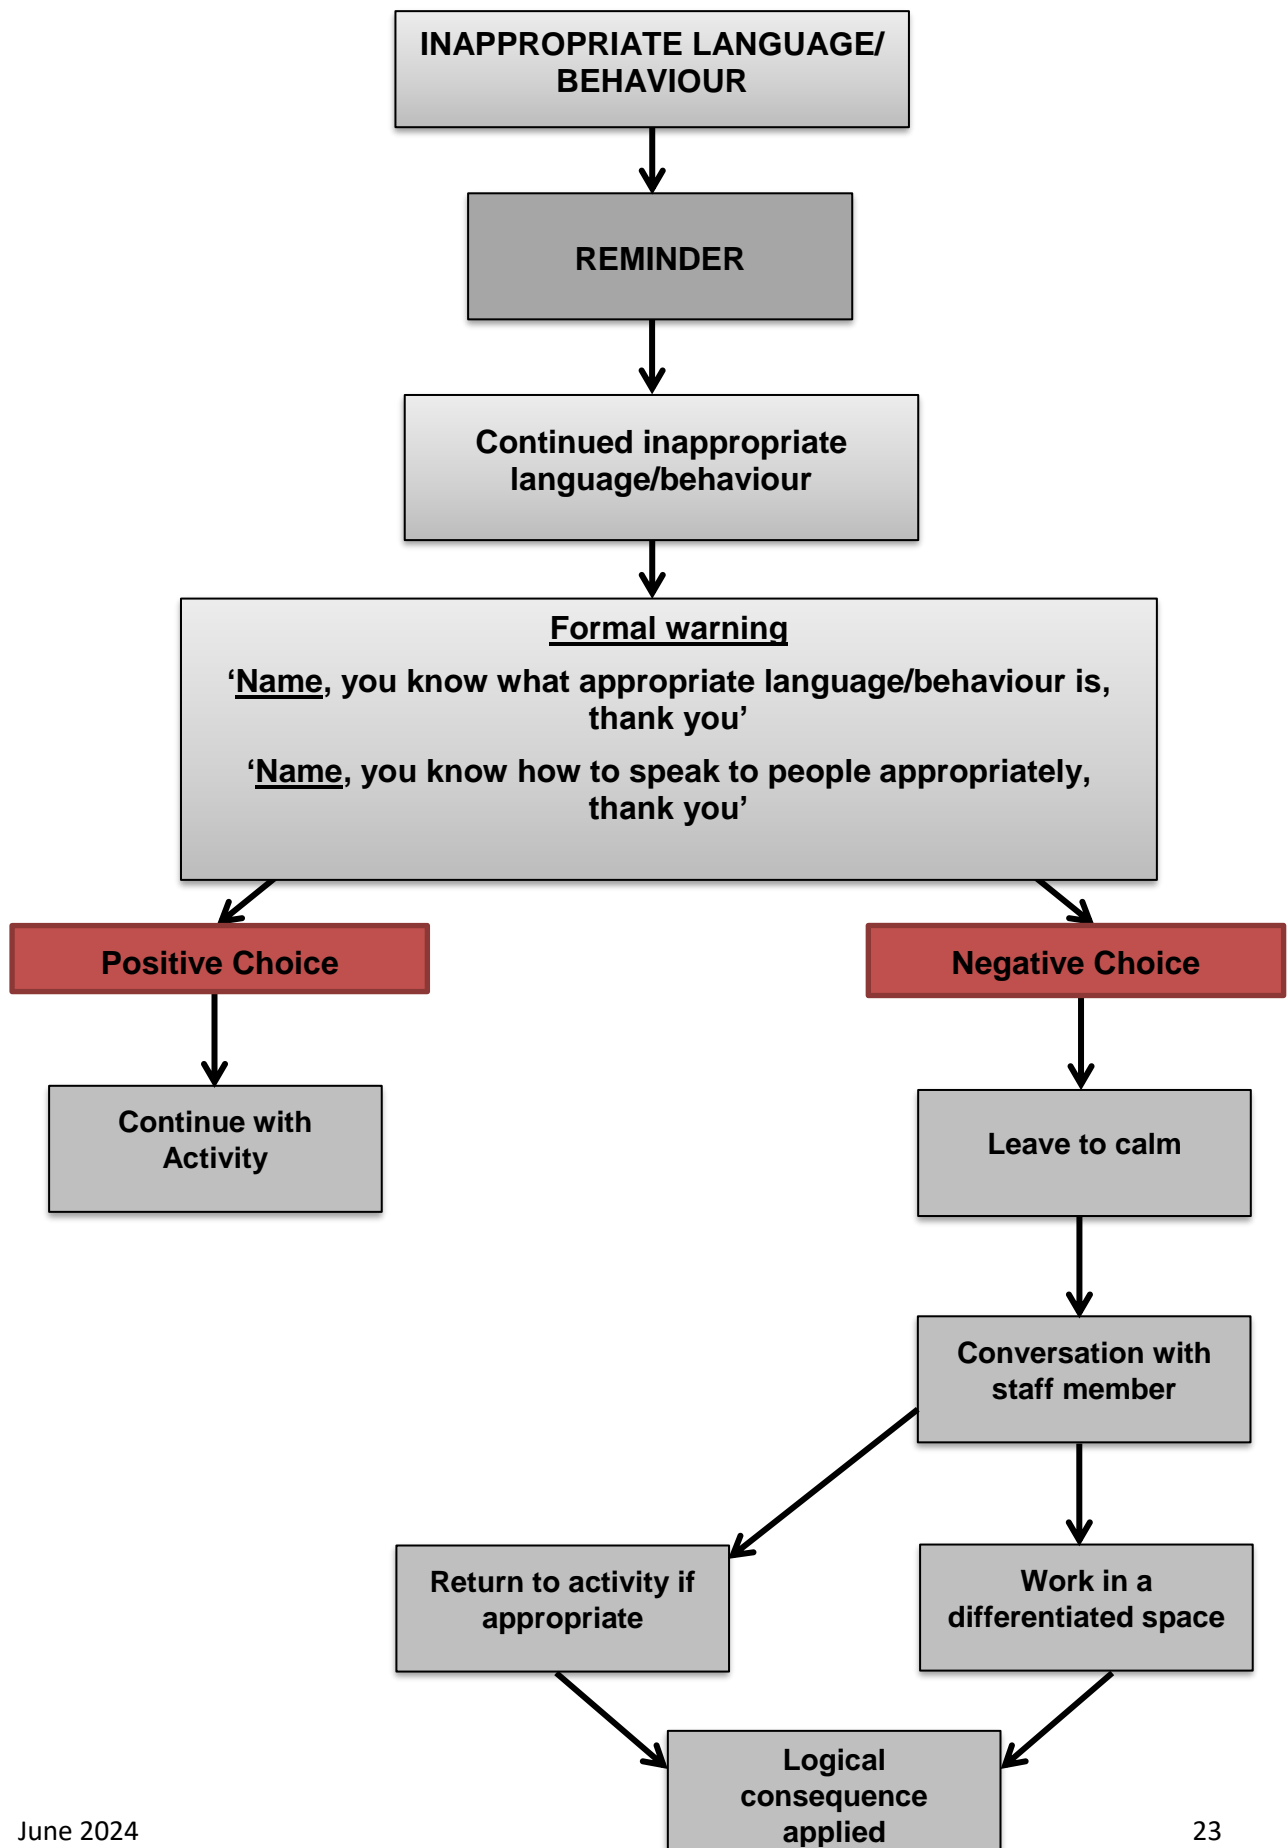 INAPPROPRIATE LANGUAGE/
BEHAVIOUR
REMINDER
Continued inappropriate
language/behaviour
Formal warning
‘Name, you know what appropriate language/behaviour is,
thank you’
‘Name, you know how to speak to people appropriately,
thank you’
Positive Choice
Negative Choice
Continue with
Activity
Leave to calm
Conversation with
staff member
Return to activity if
appropriate
Work in a
differentiated space
Logical
consequence
applied
June 2024
23